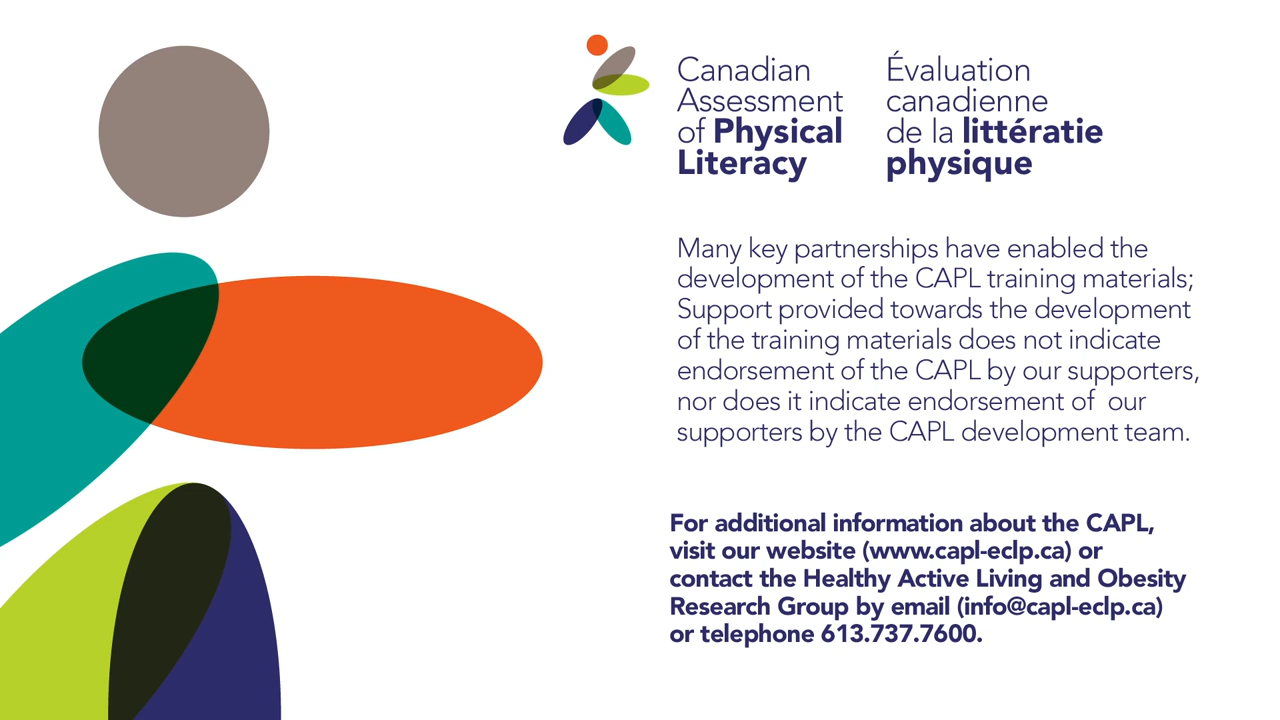 Canadian
Assessment
of Physical
Literacy
Évaluation
canadienne
de la littératie
physique
Many key partnerships have enabled the
development of the CAPL training materials;
Support provided towards the development
of the training materials does not indicate
endorsement of the CAPL by our supporters,
nor does it indicate endorsement of  our
supporters by the CAPL development team.
For additional information about the CAPL,
visit our website (www.capl-eclp.ca) or
contact the Healthy Active Living and Obesity
Research Group by email (info@capl-eclp.ca)
or telephone 613.737.7600.